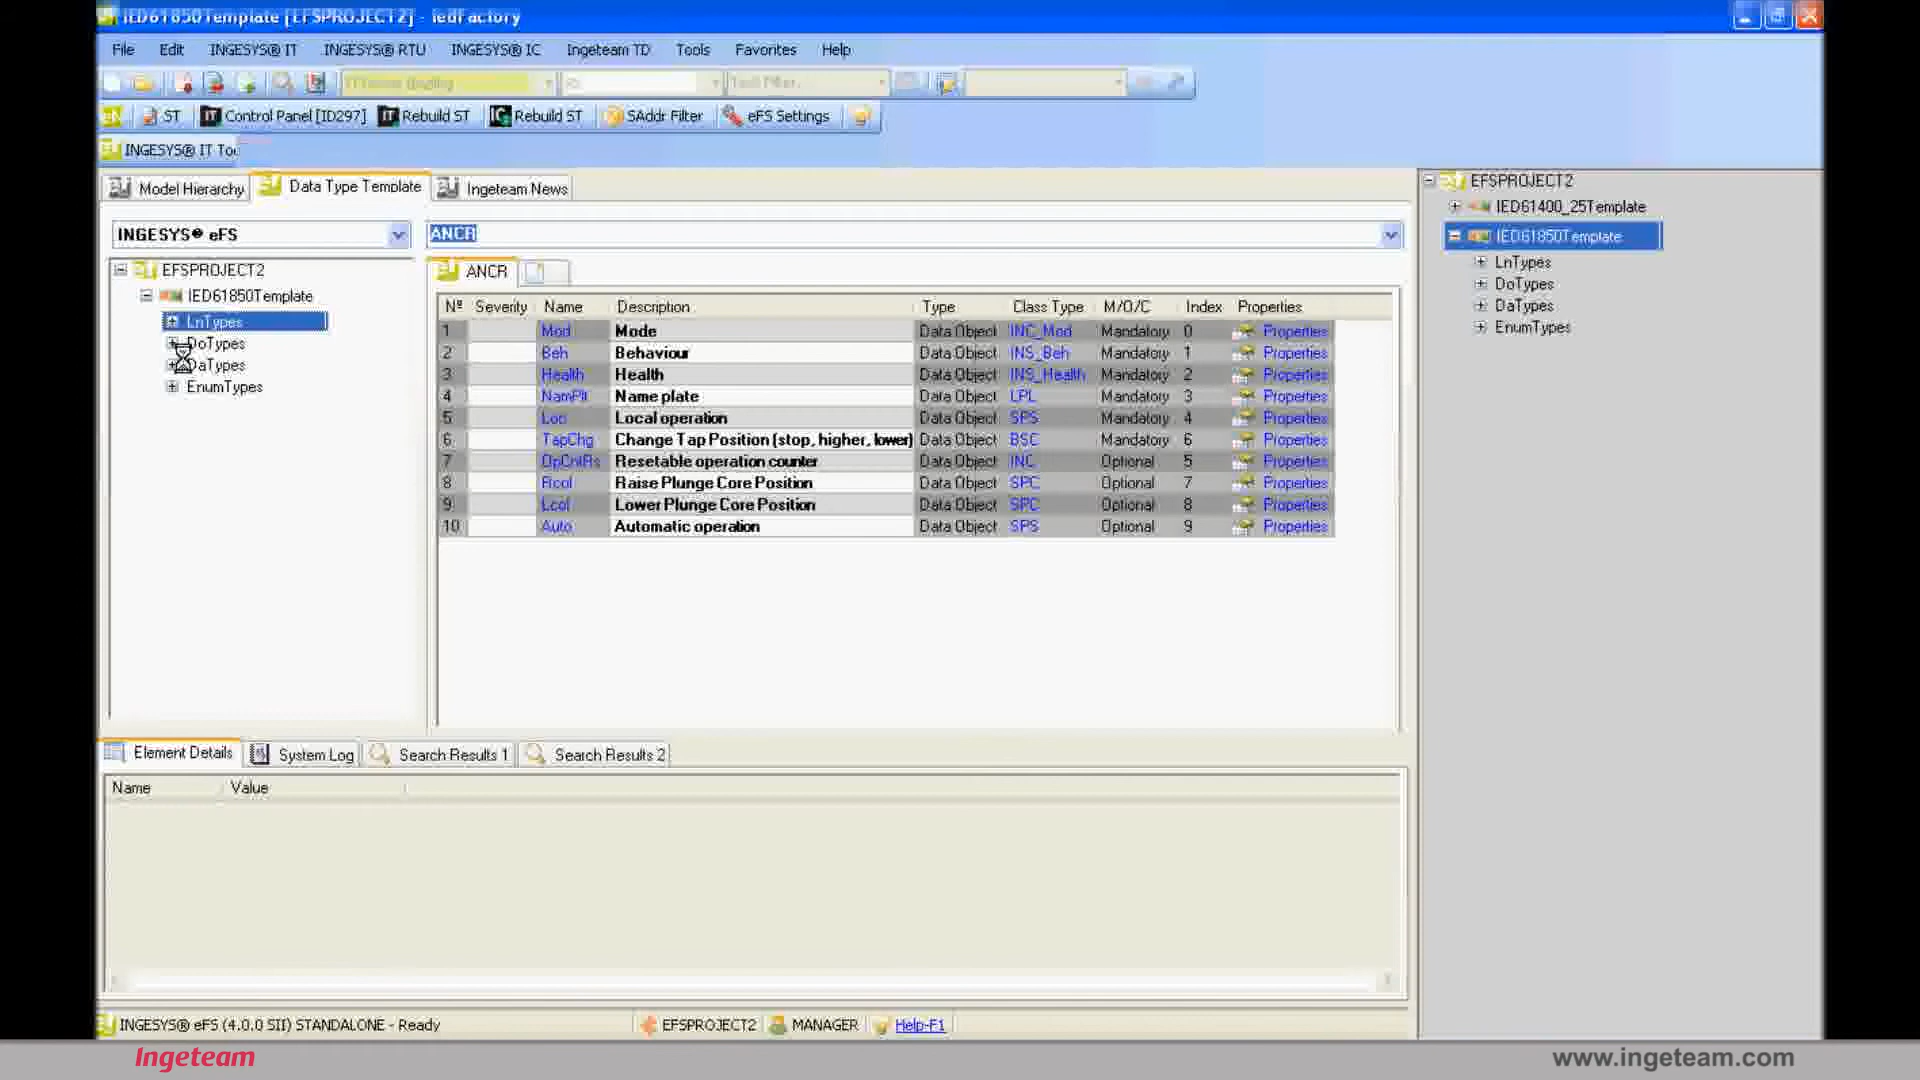 IED61850Template [EFSPROJECT2] - IedFactory
File Edit INGESYS® IT INGESYS® RTU INGESYS® IC Ingeteam TD Tools Favorites Help
ST Control Panel [ID297] Rebuild ST Rebuild ST SAddr Filter eFS Settings
INGESYS® IT Too
Model Hierarchy Data Type Template Ingeteam News
INGESYS® eFS
ANCR
EFSPROJECT2
IED61850Template
LnTypes
DoTypes
DaTypes
EnumTypes
ANCR
Nº Severity Name Description Type Class Type M/O/C Index Properties
1 Mod Mode Data Object INC_Mod Mandatory 0 Properties
2 Beh Behaviour Data Object INS_Beh Mandatory 1 Properties
3 Health Health Data Object INS_Health Mandatory 2 Properties
4 NamPlt Name plate Data Object LPL Mandatory 3 Properties
5 Loc Local operation Data Object SPS Mandatory 4 Properties
6 TapChg Change Tap Position (stop, higher, lower) Data Object BSC Mandatory 6 Properties
7 OpCntRs Resetable operation counter Data Object INC Optional 5 Properties
8 Rcol Raise Plunge Core Position Data Object SPC Optional 7 Properties
9 Lcol Lower Plunge Core Position Data Object SPC Optional 8 Properties
10 Auto Automatic operation Data Object SPS Optional 9 Properties
EFSPROJECT2
IED61400_25Template
IED61850Template
LnTypes
DoTypes
DaTypes
EnumTypes
Element Details System Log Search Results 1 Search Results 2
Name Value
INGESYS® eFS (4.0.0 SII) STANDALONE - Ready EFSPROJECT2 MANAGER Help-F1
Ingeteam www.ingeteam.com